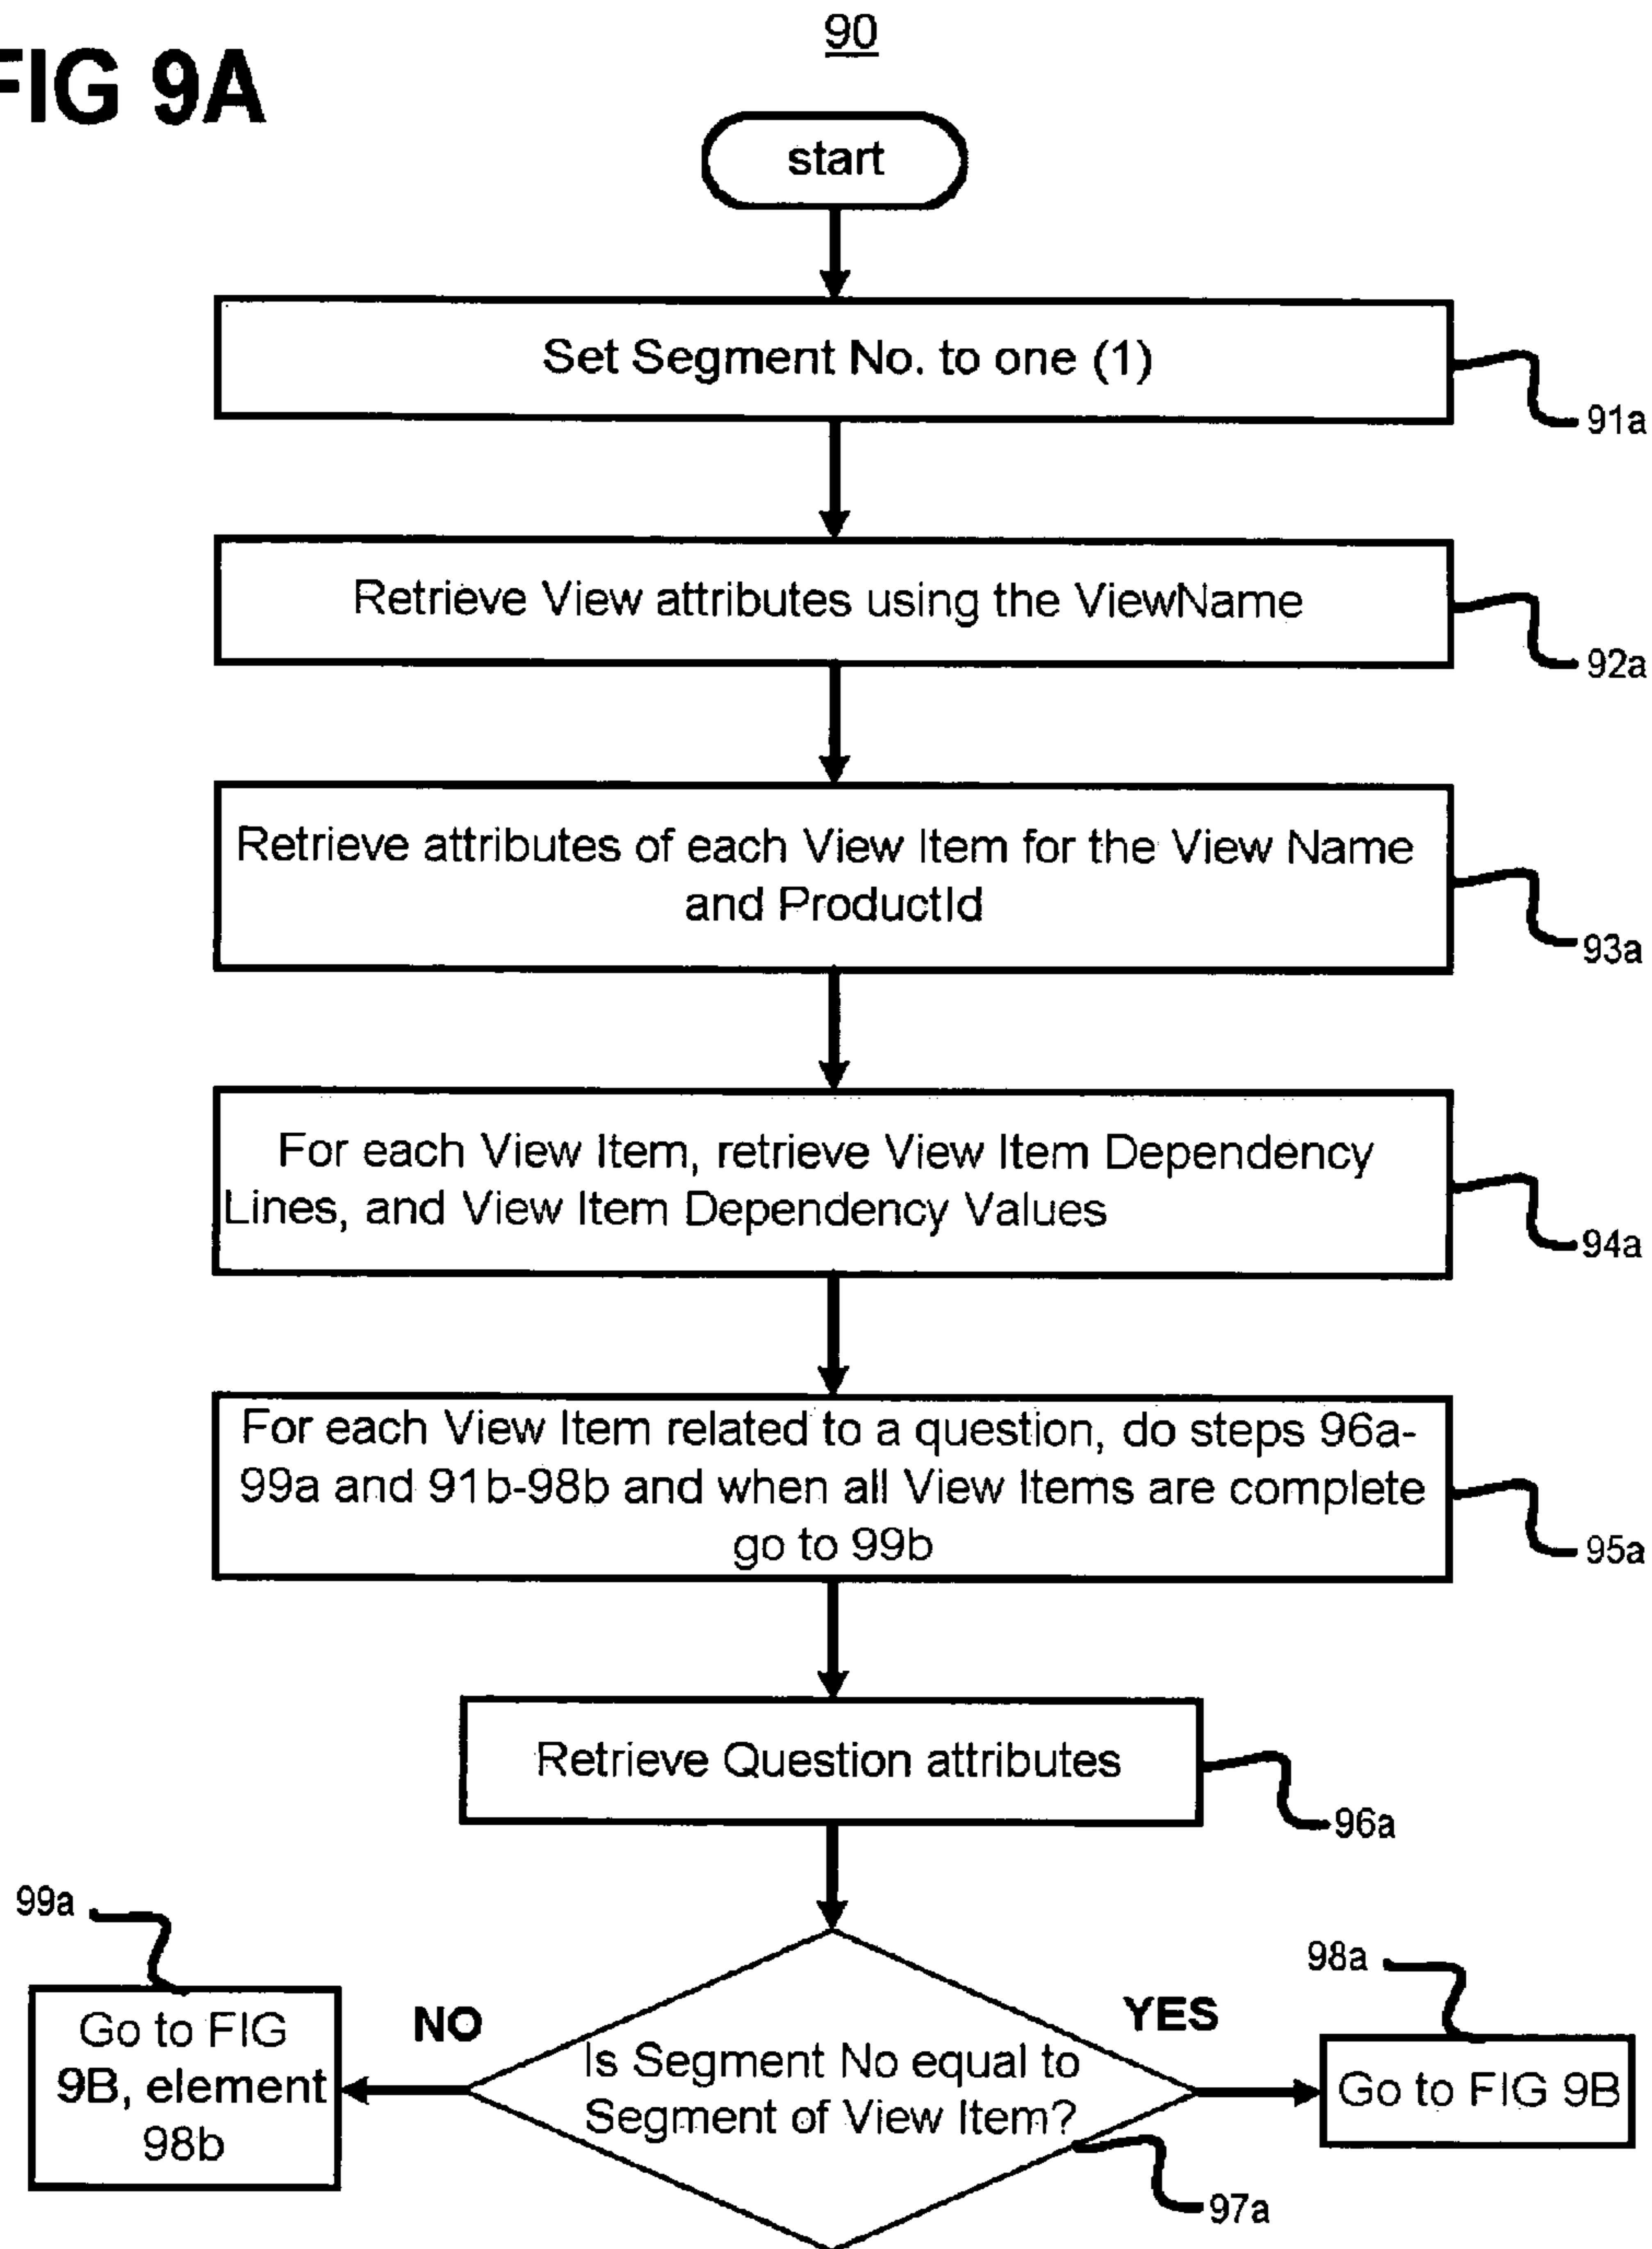 90
FIG 9A
start
Set Segment No. to one (1)
91a
Retrieve View attributes using the ViewName
92a
Retrieve attributes of each View Item for the View Name
and ProductId
93a
For each View Item, retrieve View Item Dependency
Lines, and View Item Dependency Values
94a
For each View Item related to a question, do steps 96a-
99a and 91b-98b and when all View Items are complete
go to 99b
95a
Retrieve Question attributes
96a
99a
Go to FIG
9B, element
98b
NO
Is Segment No equal to
Segment of View Item?
97a
YES
98a
Go to FIG 9B